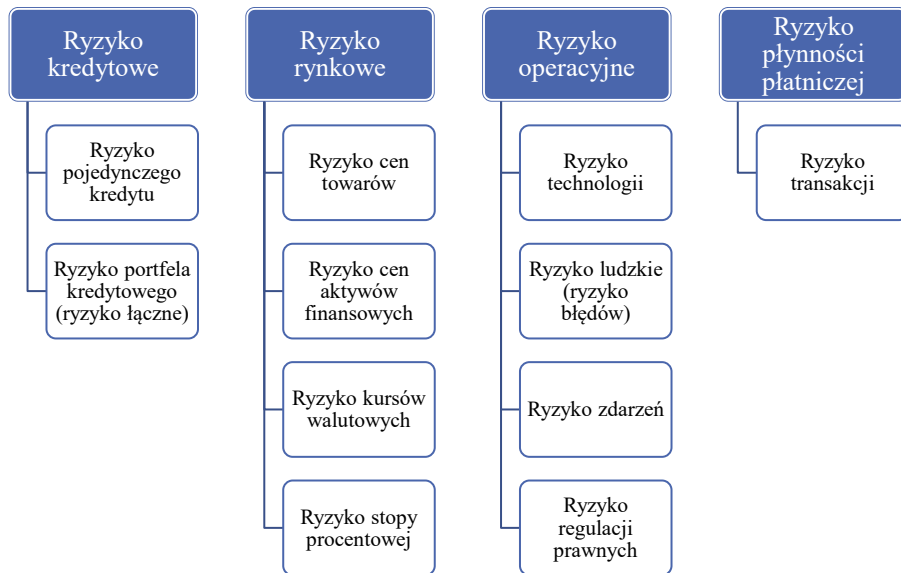 Ryzyko
kredytowe
Ryzyko
pojedynczego
kredytu
Ryzyko portfela
kredytowego
(ryzyko łączne)
Ryzyko
rynkowe
Ryzyko cen
towarów
Ryzyko cen
aktywów
finansowych
Ryzyko kursów
walutowych
Ryzyko stopy
procentowej
Ryzyko
operacyjne
Ryzyko
technologii
Ryzyko ludzkie
(ryzyko
błędów)
Ryzyko zdarzeń
Ryzyko
regulacji
prawnych
Ryzyko
płynności
płatniczej
Ryzyko
transakcji